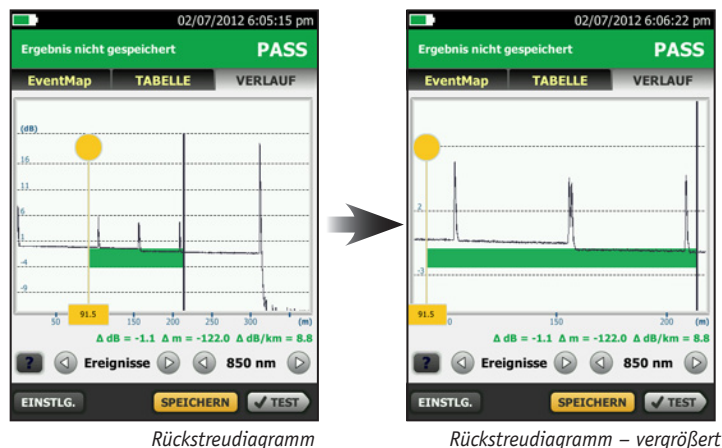 02/07/2012 6:05:15 pm
Ergebnis nicht gespeichert PASS
EventMap TABELLE VERLAUF
(dB)
16
11
6
1
-4
-9
91.5
50 150 200 250 300 (m)
Δ dB = -1.1 Δ m = -122.0 Δ dB/km = 8.8
? Ereignisse 850 nm
EINSTLG. SPEICHERN TEST
Rückstreudiagramm
02/07/2012 6:06:22 pm
Ergebnis nicht gespeichert PASS
EventMap TABELLE VERLAUF
2
-3
91.5
0 150 200 (m)
Δ dB = -1.1 Δ m = -122.0 Δ dB/km = 8.8
? Ereignisse 850 nm
EINSTLG. SPEICHERN TEST
Rückstreudiagramm – vergrößert